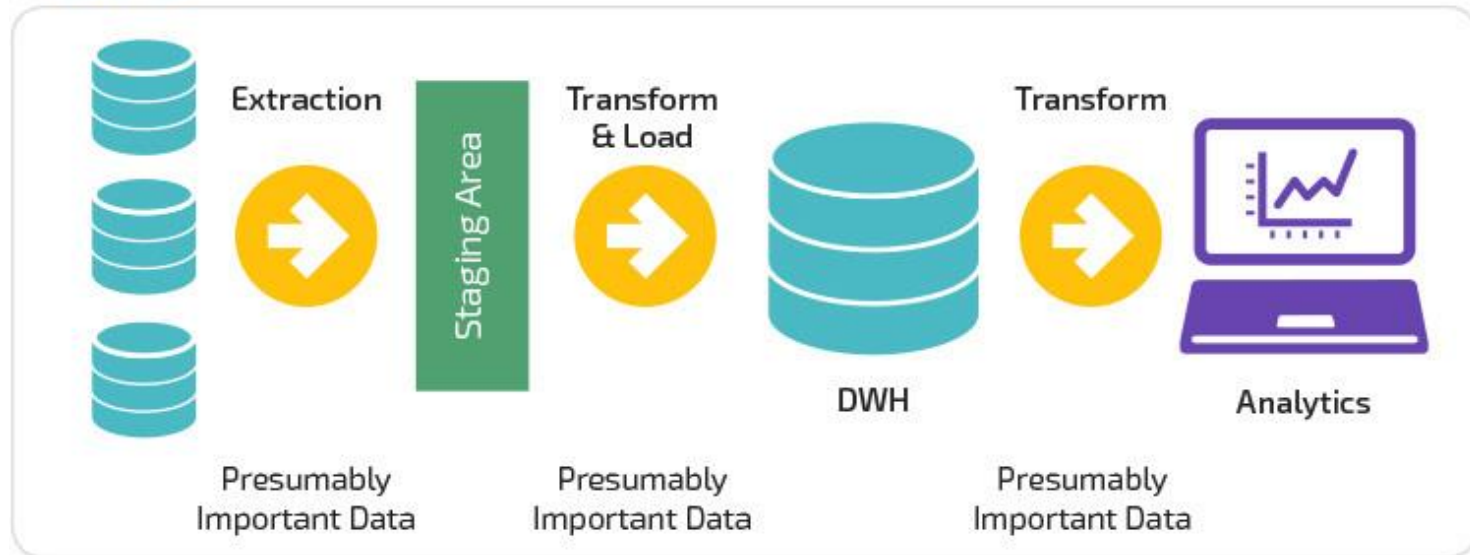 Extraction
Staging Area
Transform
& Load
DWH
Transform
Analytics
Presumably
Important Data
Presumably
Important Data
Presumably
Important Data